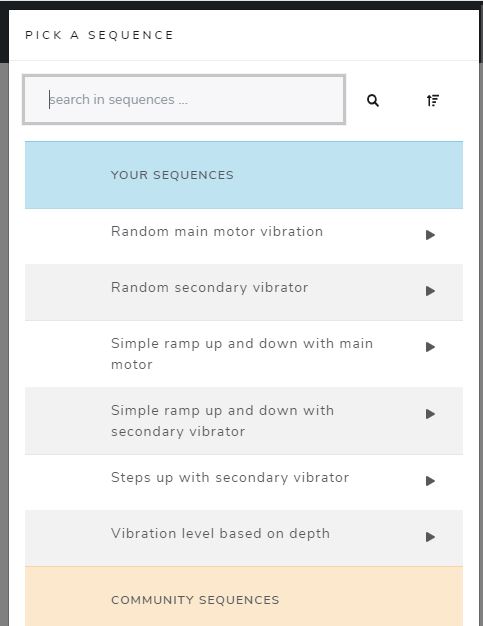 PICK A SEQUENCE
search in sequences ...
YOUR SEQUENCES
Random main motor vibration
Random secondary vibrator
Simple ramp up and down with main
motor
Simple ramp up and down with
secondary vibrator
Steps up with secondary vibrator
Vibration level based on depth
COMMUNITY SEQUENCES